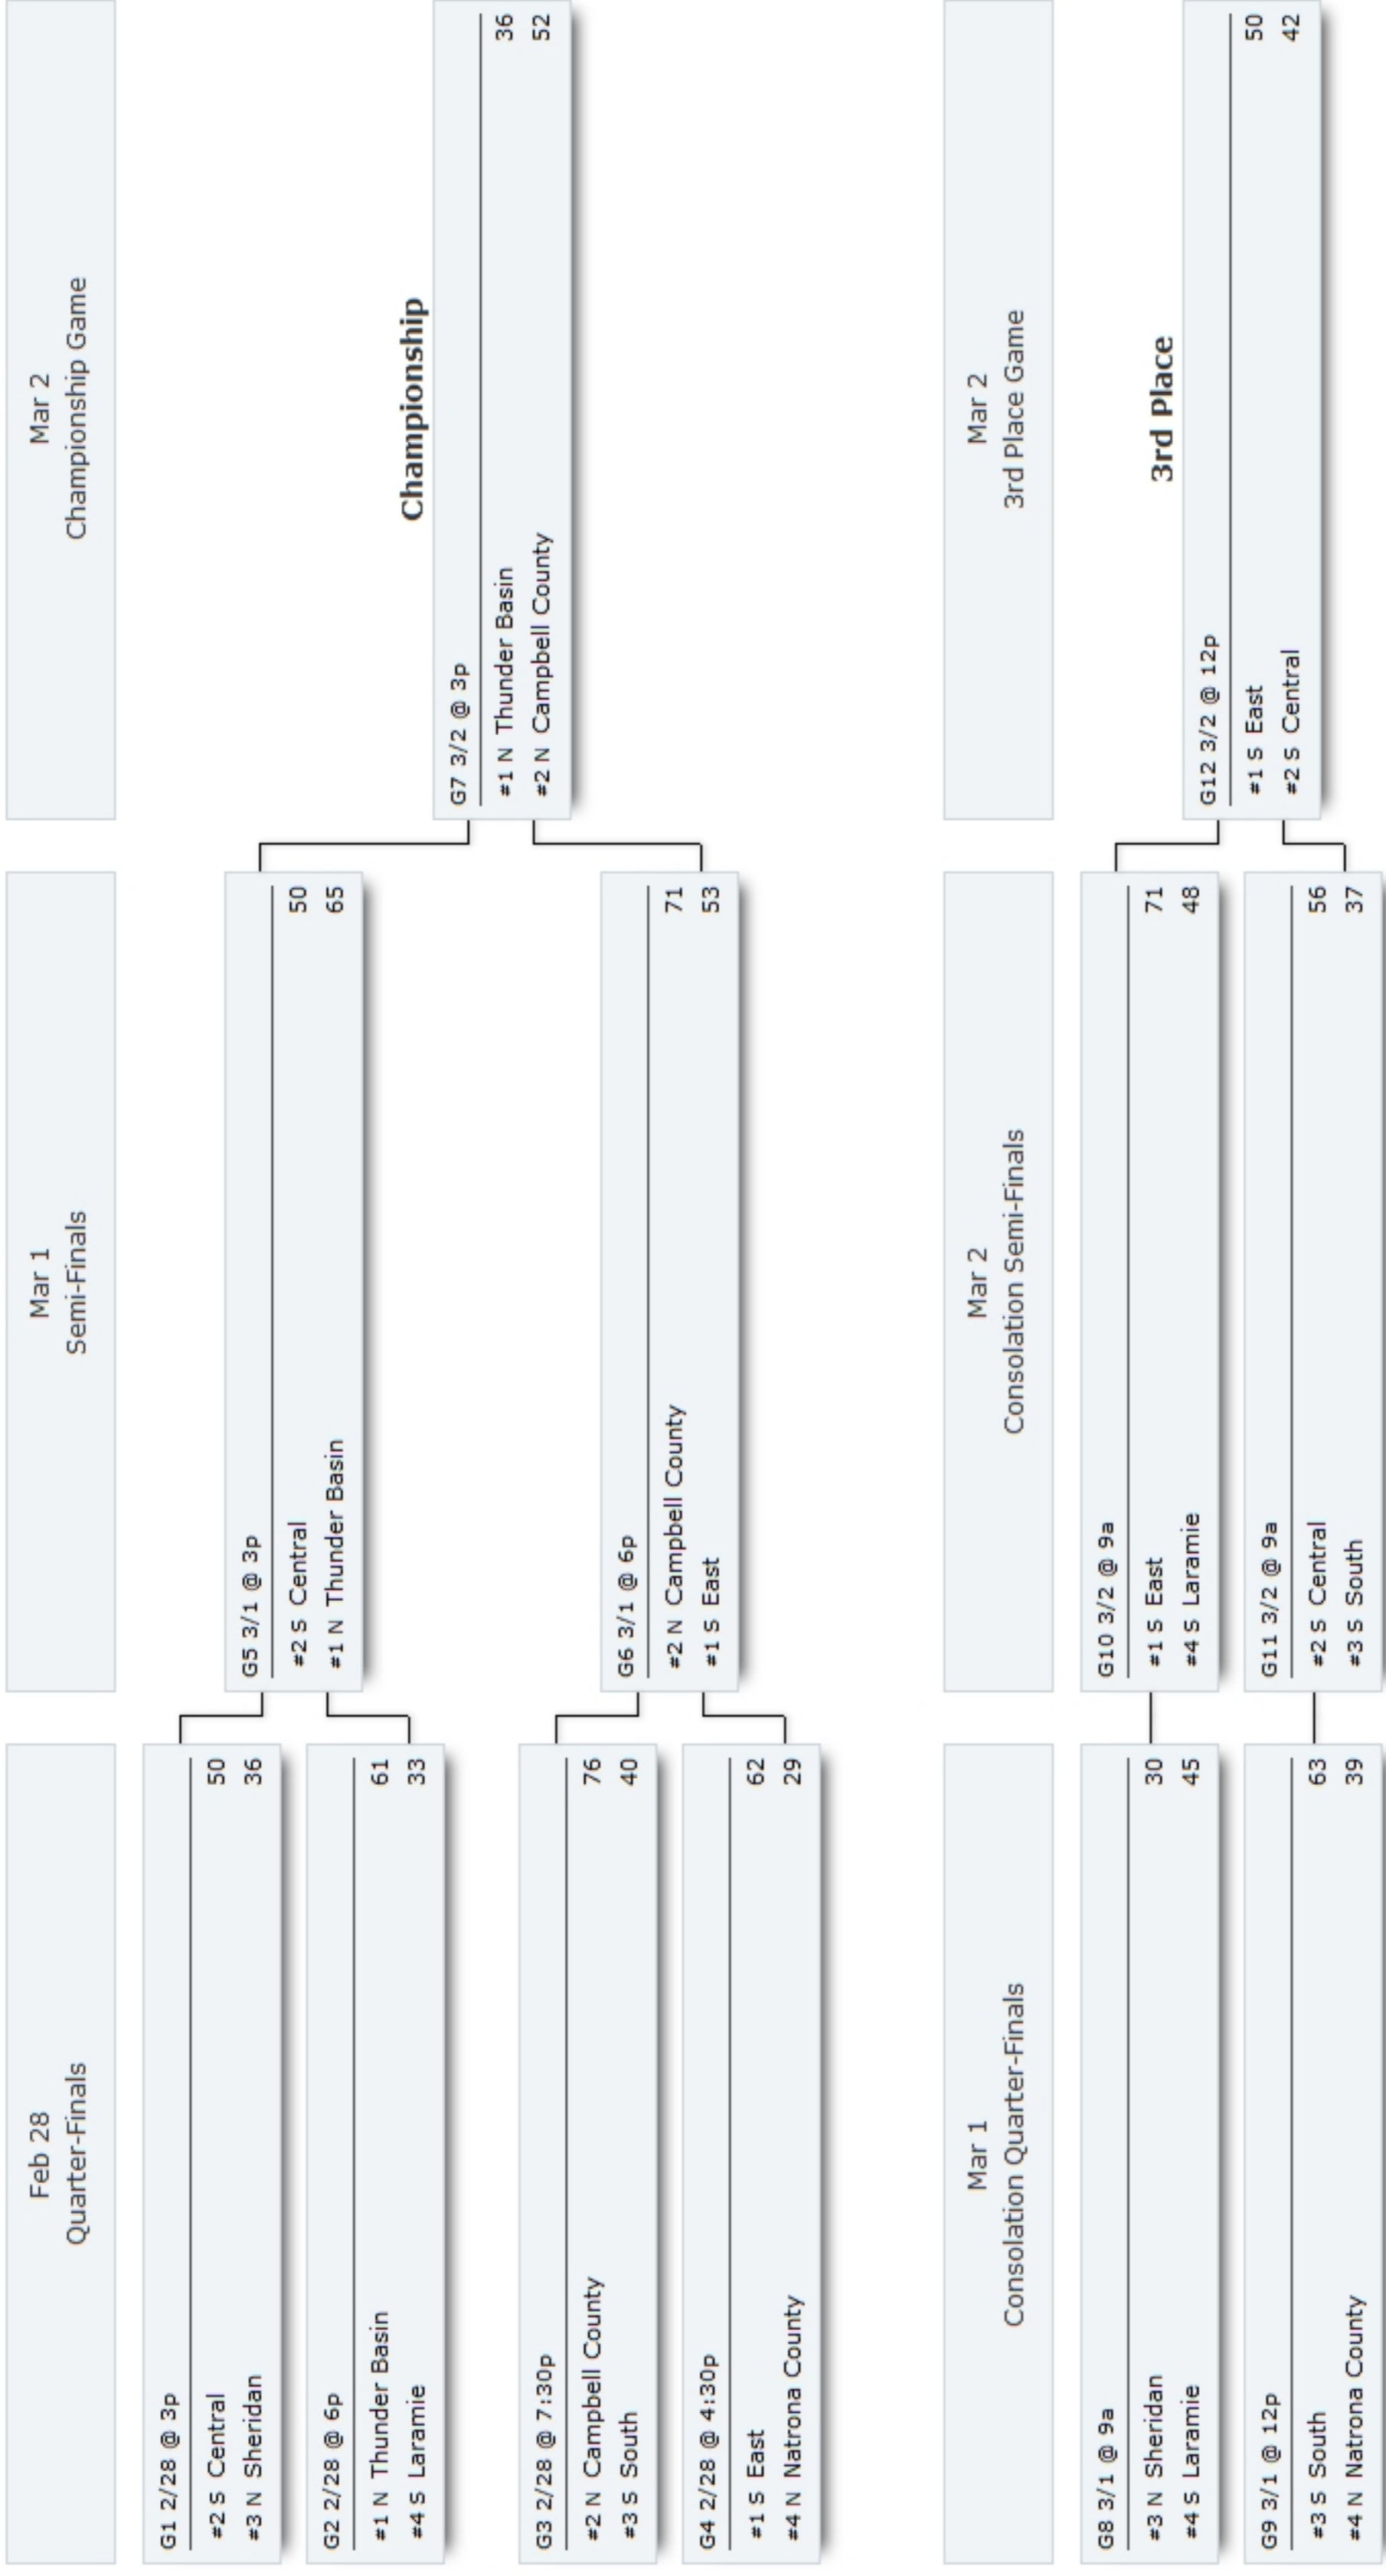 Feb 28
Quarter-Finals
Mar 1
Semi-Finals
Mar 2
Championship Game
G1 2/28 @ 3p
#2 S Central 50
#3 N Sheridan 36
G2 2/28 @ 6p
#1 N Thunder Basin 61
#4 S Laramie 33
G3 2/28 @ 7:30p
#2 N Campbell County 76
#3 S South 40
G4 2/28 @ 4:30p
#1 S East 62
#4 N Natrona County 29
G5 3/1 @ 3p
#2 S Central 50
#1 N Thunder Basin 65
G6 3/1 @ 6p
#2 N Campbell County 71
#1 S East 53
Championship
G7 3/2 @ 3p
#1 N Thunder Basin 36
#2 N Campbell County 52
Mar 1
Consolation Quarter-Finals
Mar 2
Consolation Semi-Finals
Mar 2
3rd Place Game
G8 3/1 @ 9a
#3 N Sheridan 30
#4 S Laramie 45
G9 3/1 @ 12p
#3 S South 63
#4 N Natrona County 39
G10 3/2 @ 9a
#1 S East 71
#4 S Laramie 48
G11 3/2 @ 9a
#2 S Central 56
#3 S South 37
3rd Place
G12 3/2 @ 12p
#1 S East 50
#2 S Central 42